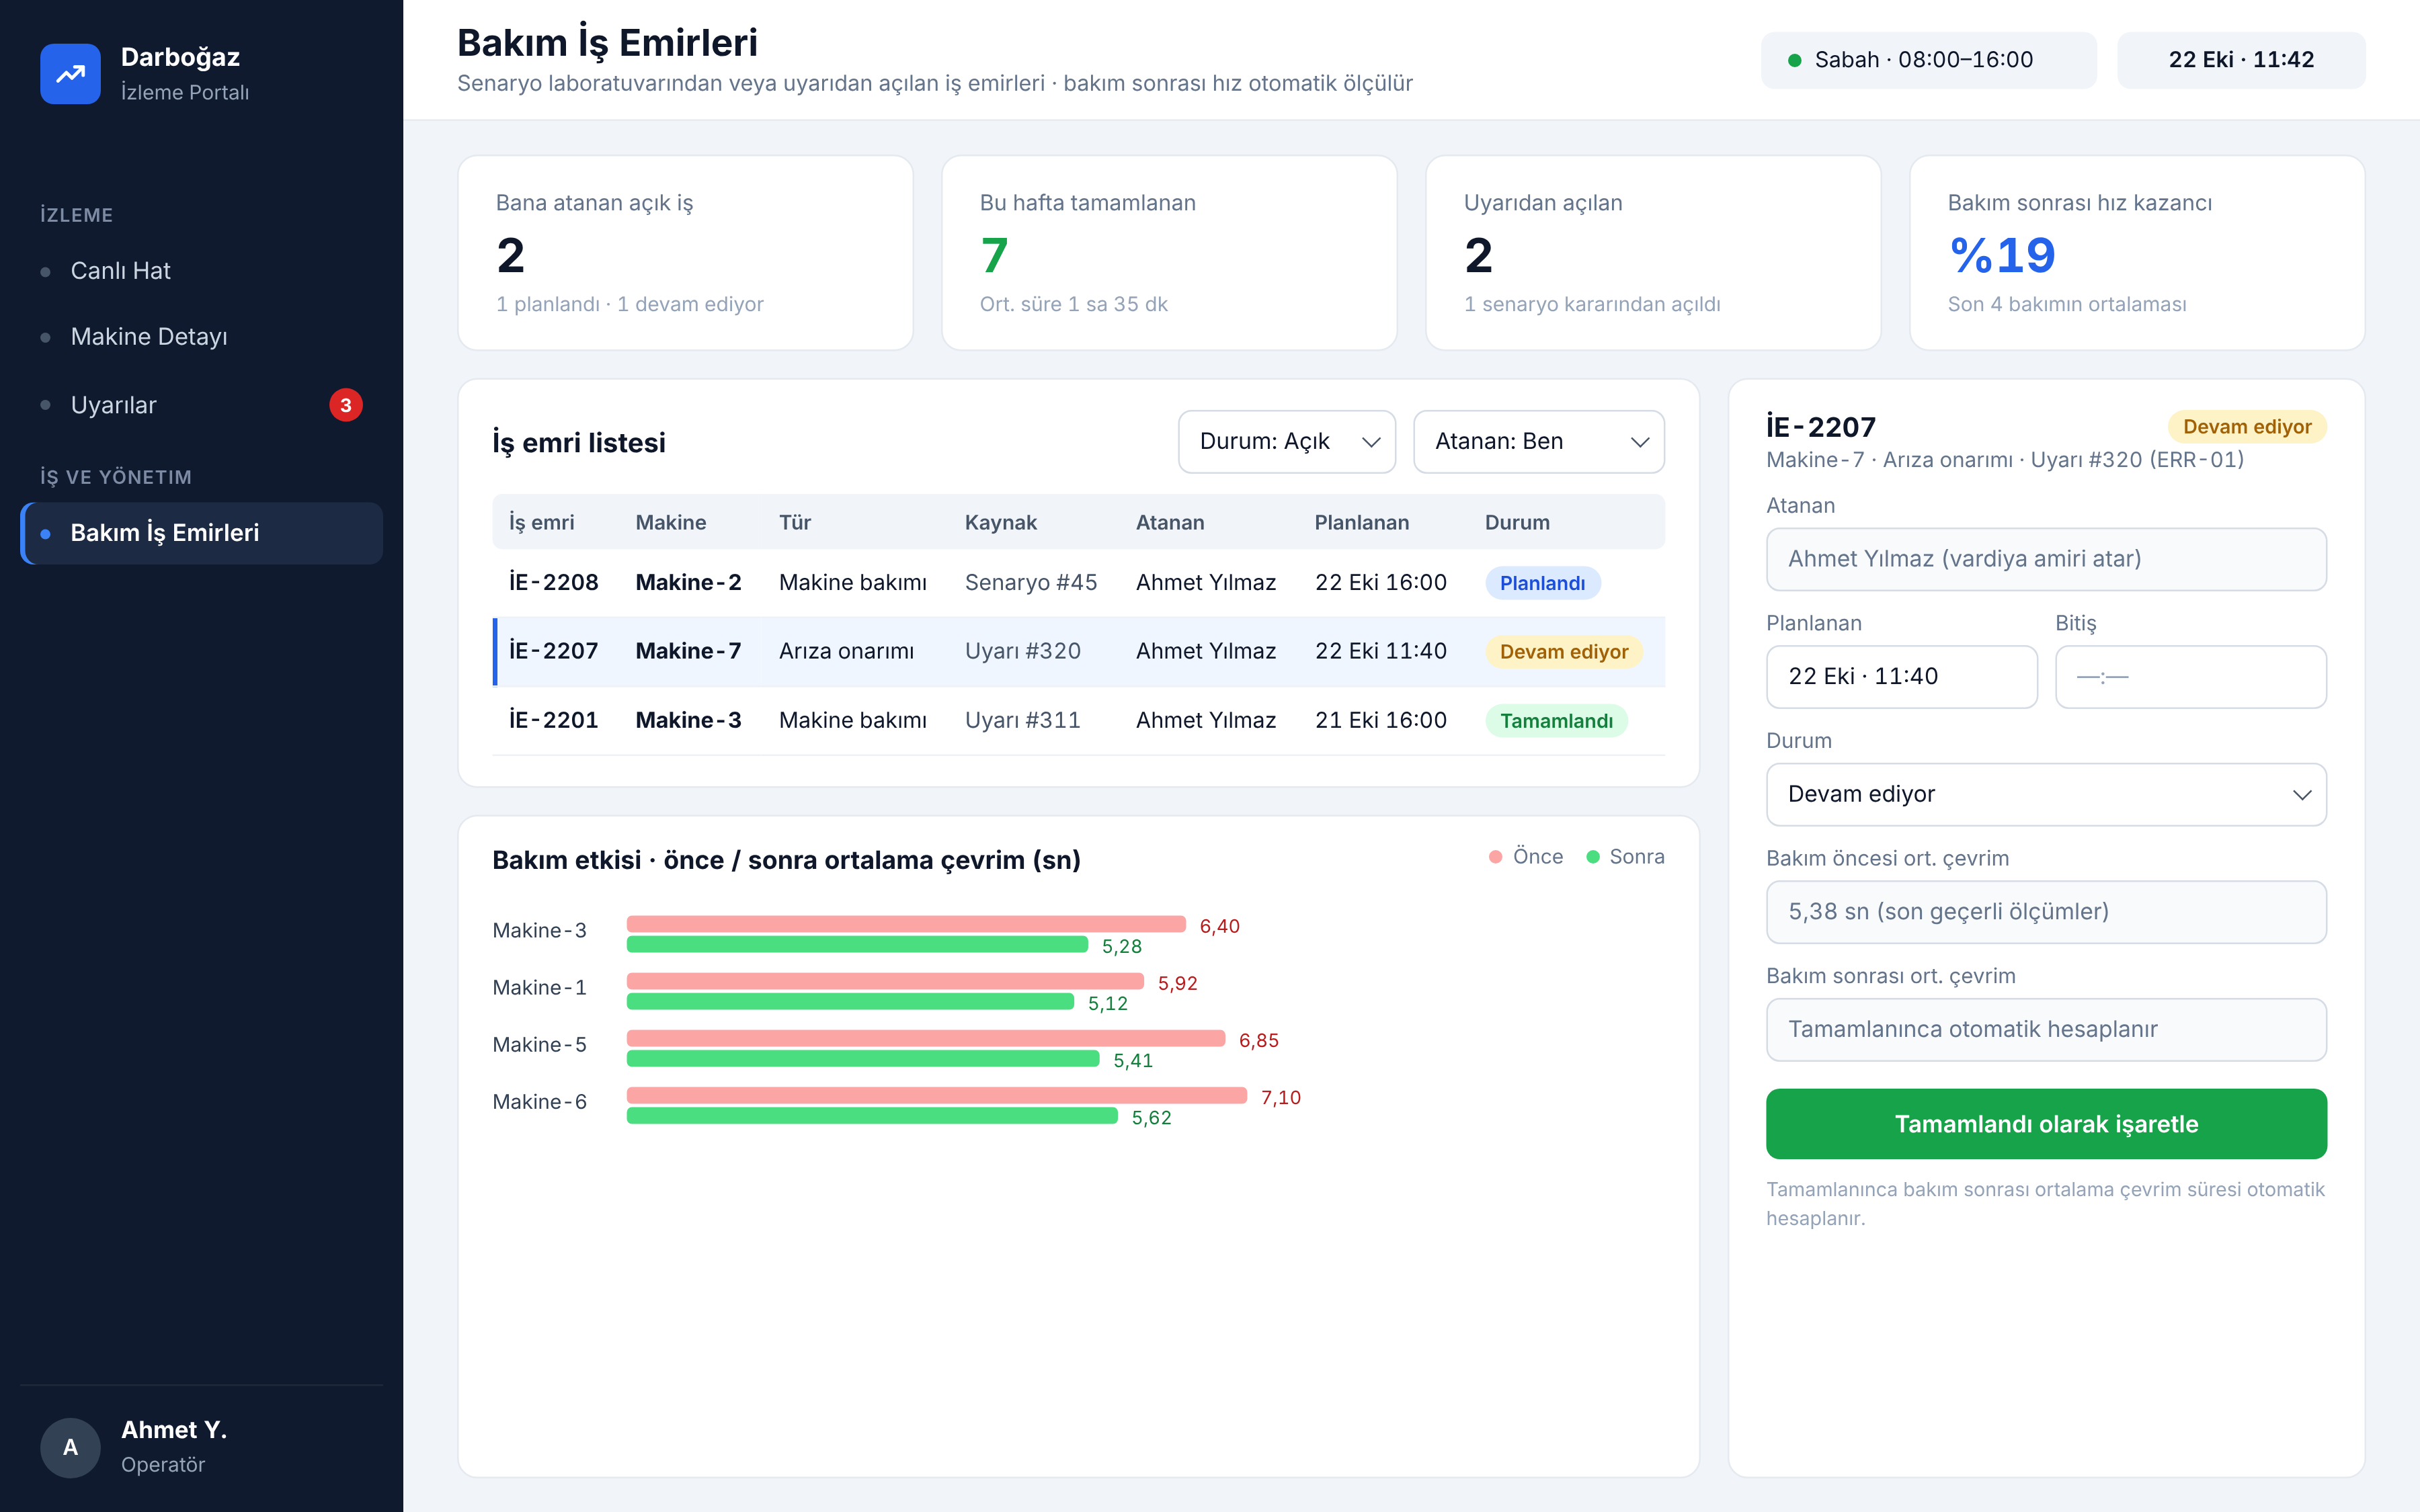 Darboğaz
İzleme Portalı
İZLEME
Canlı Hat
Makine Detayı
Uyarılar 3
İŞ VE YÖNETIM
Bakım İş Emirleri
A
Ahmet Y.
Operatör
Bakım İş Emirleri
Senaryo laboratuvarından veya uyarıdan açılan iş emirleri · bakım sonrası hız otomatik ölçülür
Sabah · 08:00–16:00
22 Eki · 11:42
Bana atanan açık iş
2
1 planlandı · 1 devam ediyor
Bu hafta tamamlanan
7
Ort. süre 1 sa 35 dk
Uyarıdan açılan
2
1 senaryo kararından açıldı
Bakım sonrası hız kazancı
%19
Son 4 bakımın ortalaması
İş emri listesi
Durum: Açık
Atanan: Ben
İş emri Makine Tür Kaynak Atanan Planlanan Durum
İE-2208 Makine-2 Makine bakımı Senaryo #45 Ahmet Yılmaz 22 Eki 16:00 Planlandı
İE-2207 Makine-7 Arıza onarımı Uyarı #320 Ahmet Yılmaz 22 Eki 11:40 Devam ediyor
İE-2201 Makine-3 Makine bakımı Uyarı #311 Ahmet Yılmaz 21 Eki 16:00 Tamamlandı
Bakım etkisi · önce / sonra ortalama çevrim (sn)
Önce Sonra
Makine-3 6,40
5,28
Makine-1 5,92
5,12
Makine-5 6,85
5,41
Makine-6 7,10
5,62
İE-2207 Devam ediyor
Makine-7 · Arıza onarımı · Uyarı #320 (ERR-01)
Atanan
Ahmet Yılmaz (vardiya amiri atar)
Planlanan Bitiş
22 Eki · 11:40 —:—
Durum
Devam ediyor
Bakım öncesi ort. çevrim
5,38 sn (son geçerli ölçümler)
Bakım sonrası ort. çevrim
Tamamlanınca otomatik hesaplanır
Tamamlandı olarak işaretle
Tamamlanınca bakım sonrası ortalama çevrim süresi otomatik
hesaplanır.